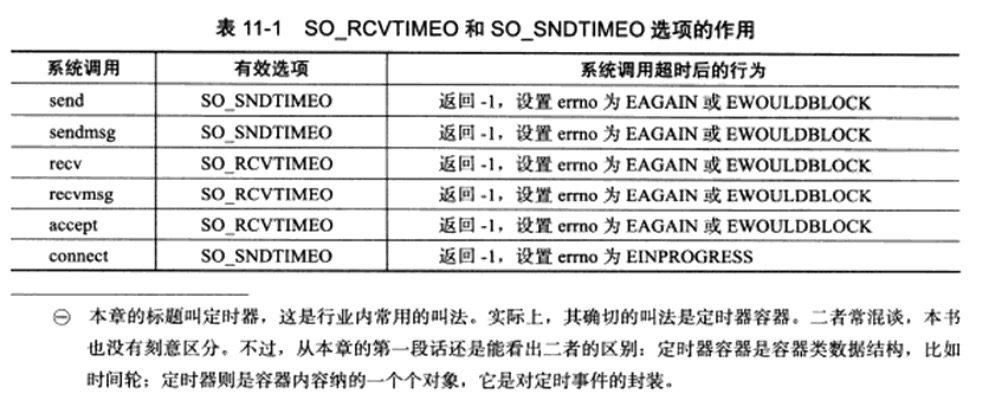 表 11-1 SO_RCVTIMEO 和 SO_SNDTIMEO 选项的作用
系统调用 有效选项 系统调用超时后的行为
send SO_SNDTIMEO 返回 -1，设置 errno 为 EAGAIN 或 EWOULDBLOCK
sendmsg SO_SNDTIMEO 返回 -1，设置 errno 为 EAGAIN 或 EWOULDBLOCK
recv SO_RCVTIMEO 返回 -1，设置 errno 为 EAGAIN 或 EWOULDBLOCK
recvmsg SO_RCVTIMEO 返回 -1，设置 errno 为 EAGAIN 或 EWOULDBLOCK
accept SO_RCVTIMEO 返回 -1，设置 errno 为 EAGAIN 或 EWOULDBLOCK
connect SO_SNDTIMEO 返回 -1，设置 errno 为 EINPROGRESS
㊀ 本章的标题叫定时器，这是行业内常用的叫法。实际上，其确切的叫法是定时器容器。二者常混谈，本书
也没有刻意区分。不过，从本章的第一段话还是能看出二者的区别：定时器容器是容器类数据结构，比如
时间轮；定时器则是容器内容纳的一个个对象，它是对定时事件的封装。